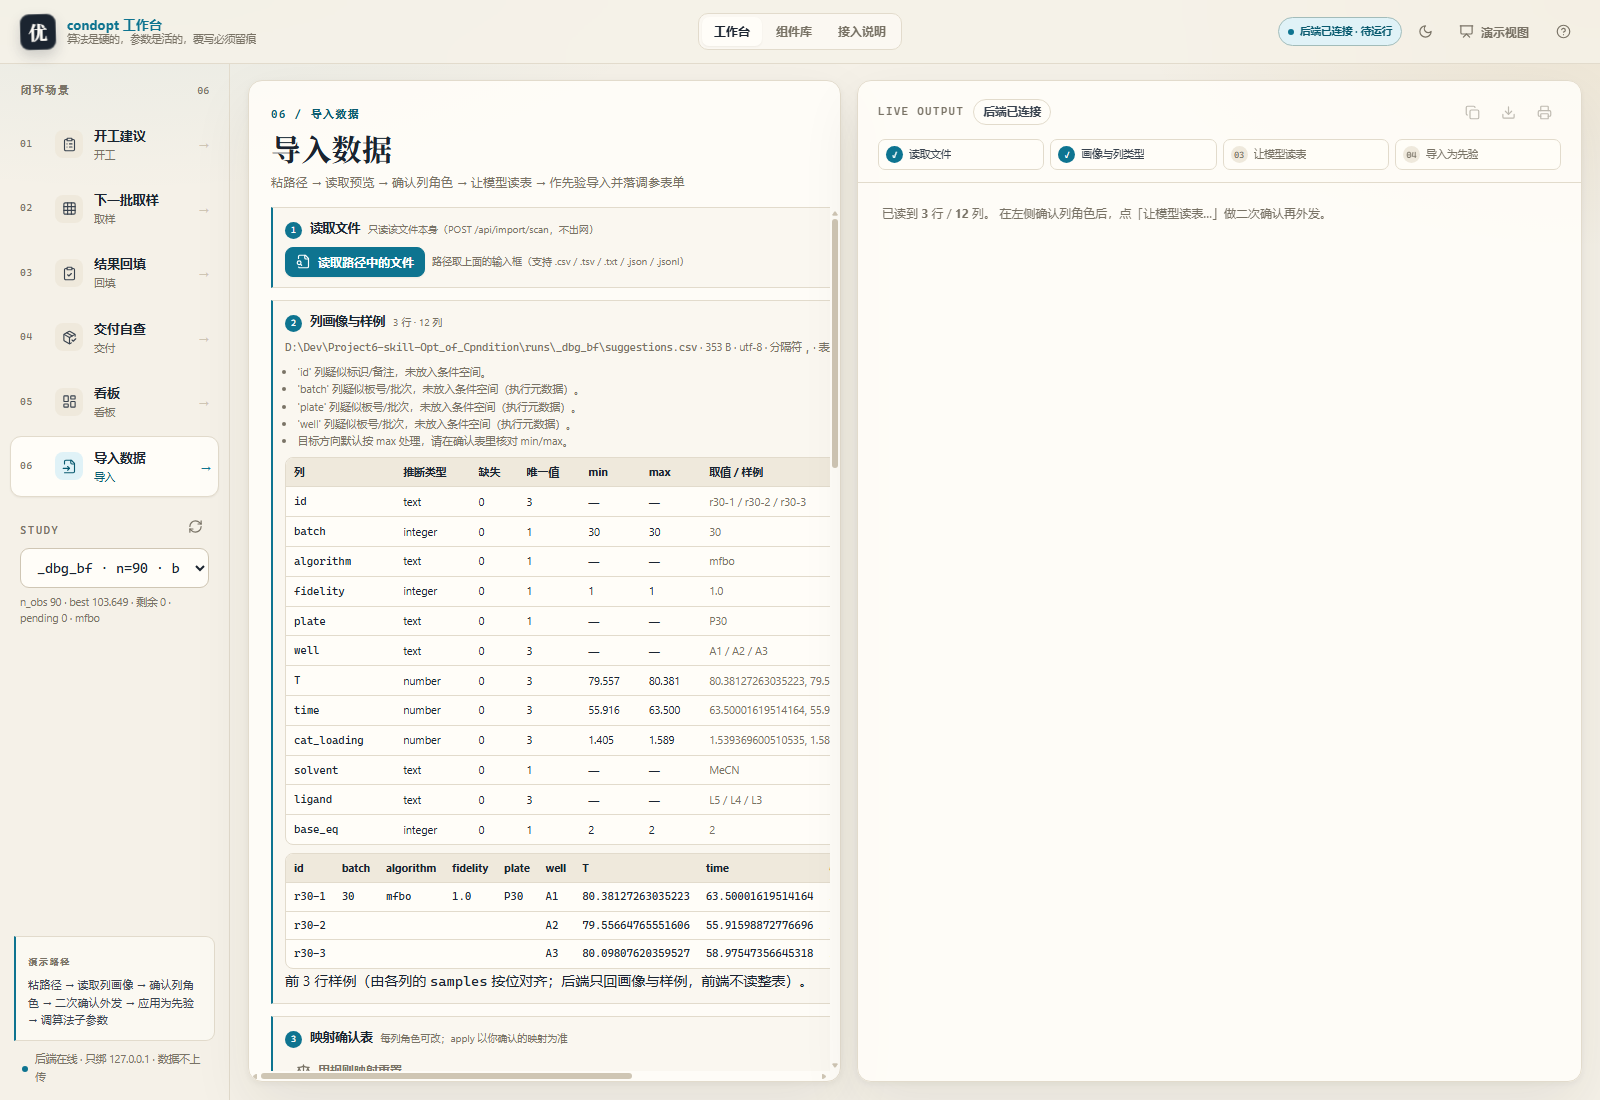 优
condopt 工作台
算法是硬的，参数是活的，覆写必须留痕
工作台 组件库 接入说明
后端已连接 · 待运行
演示视图
闭环场景 06
01 开工建议 →
开工
02 下一批取样 →
取样
03 结果回填 →
回填
04 交付自查 →
交付
05 看板 →
看板
06 导入数据 →
导入
STUDY
_dbg_bf · n=90 · b
n_obs 90 · best 103.649 · 剩余 0 ·
pending 0 · mfbo
演示路径
粘路径 → 读取列画像 → 确认列角
色 → 二次确认外发 → 应用为先验
→ 调算法子参数
后端在线 · 只绑 127.0.0.1 · 数据不上
传
06 / 导入数据
导入数据
粘路径 → 读取预览 → 确认列角色 → 让模型读表 → 作先验导入并落调参表单
1 读取文件 只读该文件本身（POST /api/import/scan，不出网）
读取路径中的文件 路径取上面的输入框（支持 .csv / .tsv / .txt / .json / .jsonl）
2 列画像与样例 3 行 · 12 列
D:\Dev\Project6-skill-Opt_of_Cpndition\runs\_dbg_bf\suggestions.csv · 353 B · utf-8 · 分隔符 , · 表
'id' 列疑似标识/备注，未放入条件空间。
'batch' 列疑似板号/批次，未放入条件空间（执行元数据）。
'plate' 列疑似板号/批次，未放入条件空间（执行元数据）。
'well' 列疑似板号/批次，未放入条件空间（执行元数据）。
目标方向默认按 max 处理，请在确认表里核对 min/max。
列 推断类型 缺失 唯一值 min max 取值 / 样例
id text 0 3 — — r30-1 / r30-2 / r30-3
batch integer 0 1 30 30 30
algorithm text 0 1 — — mfbo
fidelity integer 0 1 1 1 1.0
plate text 0 1 — — P30
well text 0 3 — — A1 / A2 / A3
T number 0 3 79.557 80.381 80.38127263035223, 79.5
time number 0 3 55.916 63.500 63.50001619514164, 55.9
cat_loading number 0 3 1.405 1.589 1.539369600510535, 1.58
solvent text 0 1 — — MeCN
ligand text 0 3 — — L5 / L4 / L3
base_eq integer 0 1 2 2 2
id batch algorithm fidelity plate well T time
r30-1 30 mfbo 1.0 P30 A1 80.38127263035223 63.50001619514164
r30-2 A2 79.55664765551606 55.91598872776696
r30-3 A3 80.09807620359527 58.97547356645318
前 3 行样例（由各列的 samples 按位对齐；后端只回画像与样例，前端不读整表）。
3 映射确认表 每列角色可改；apply 以你确认的映射为准
用规则映射重置
LIVE OUTPUT 后端已连接
读取文件 画像与列类型 03 让模型读表 04 导入为先验
已读到 3 行 / 12 列。 在左侧确认列角色后，点「让模型读表…」做二次确认再外发。